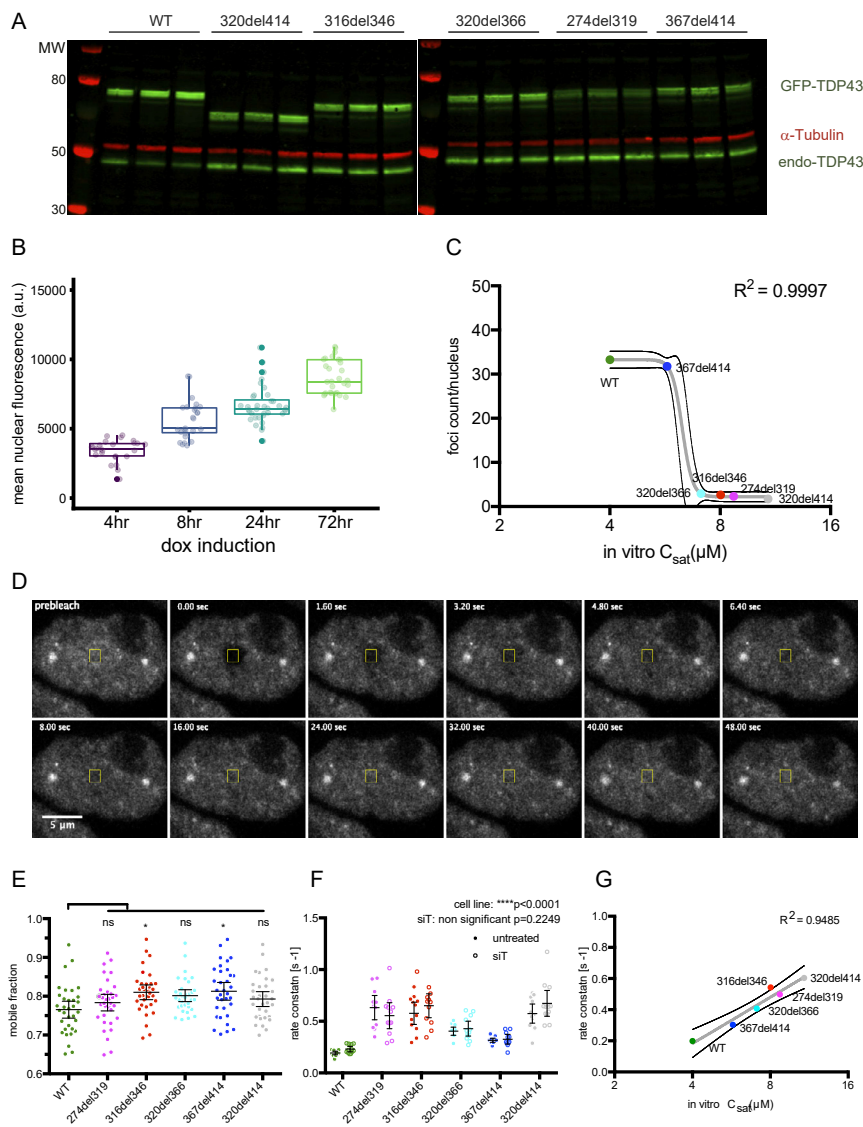 A
WT 320del414 316del346 320del366 274del319 367del414
MW
80
50
30
GFP-TDP43
α-Tubulin
endo-TDP43
B
mean nuclear fluorescence (a.u.)
15000
10000
5000
0
4hr 8hr 24hr 72hr
dox induction
C
R² = 0.9997
foci count/nucleus
50
40
30
20
10
0
WT
367del414
316del346
320del366
274del319
320del414
2 4 8 16
in vitro Csat(µM)
D
prebleach 0.00 sec 1.60 sec 3.20 sec 4.80 sec 6.40 sec
8.00 sec 16.00 sec 24.00 sec 32.00 sec 40.00 sec 48.00 sec
5 µm
E
mobile fraction
1.0
0.9
0.8
0.7
0.6
ns * ns * ns
WT 274del319 316del346 320del366 367del414 320del414
F
cell line: ****p<0.0001
siT: non significant p=0.2249
untreated
siT
rate constatn [s -1]
1.5
1.0
0.5
0.0
WT 274del319 316del346 320del366 367del414 320del414
G
R² = 0.9485
rate constatn [s -1]
1.0
0.8
0.6
0.4
0.2
0.0
316del346
320del414
274del319
320del366
367del414
WT
2 4 8 16
in vitro Csat(µM)